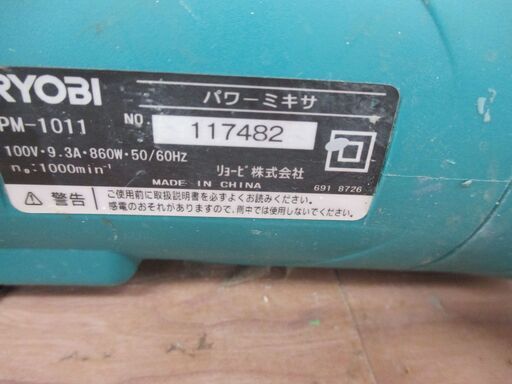 RYOBI
パワーミキサ
PM-1011
NO. 117482
100V・9.3A・860W・50/60HZ
n₀:1000min⁻¹
リョービ株式会社
MADE IN CHINA
691 8726
警告
ご使用前に取扱説明書を必ずよくお読みください。
感電のおそれがありますので、雨中では使用しないでください。